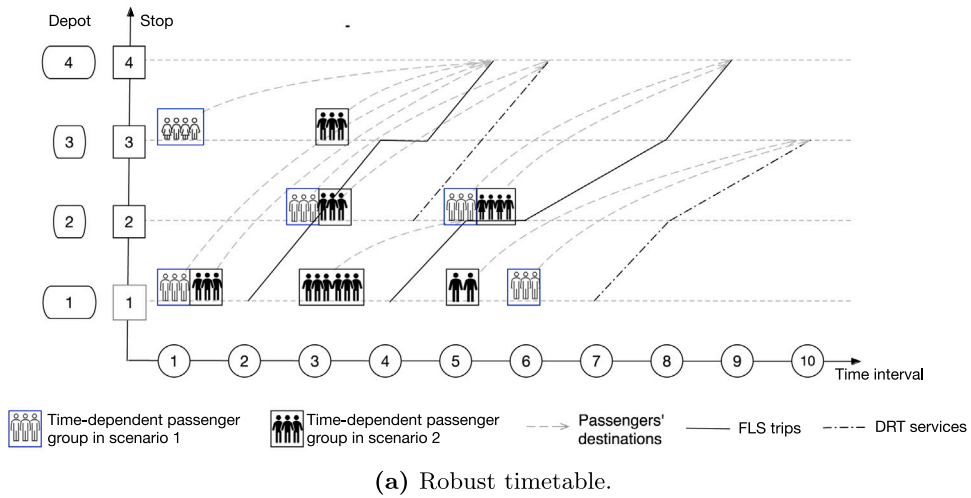 Depot
Stop
4
4
3
3
2
2
1
1
1
2
3
4
5
6
7
8
9
10
Time interval
Time-dependent passenger
group in scenario 1
Time-dependent passenger
group in scenario 2
Passengers'
destinations
FLS trips
DRT services
(a) Robust timetable.